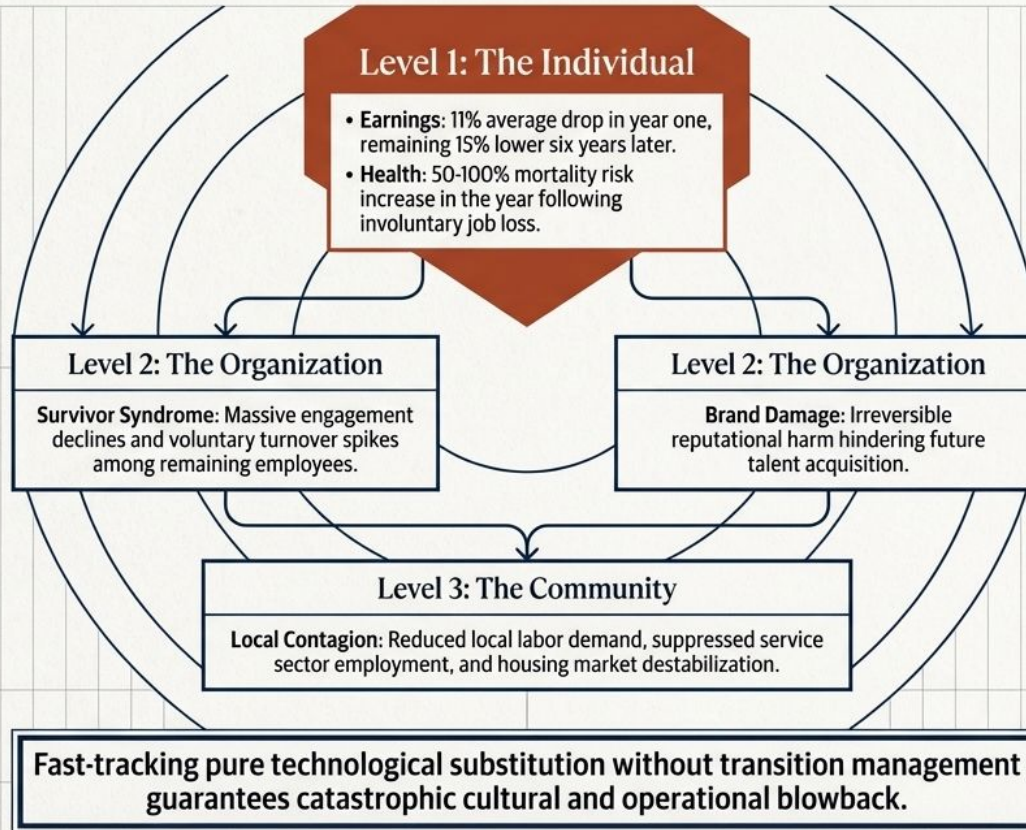 Level 1: The Individual
• Earnings: 11% average drop in year one,
remaining 15% lower six years later.
• Health: 50-100% mortality risk
increase in the year following
involuntary job loss.
Level 2: The Organization
Survivor Syndrome: Massive engagement
declines and voluntary turnover spikes
among remaining employees.
Level 2: The Organization
Brand Damage: Irreversible
reputational harm hindering future
talent acquisition.
Level 3: The Community
Local Contagion: Reduced local labor demand, suppressed service
sector employment, and housing market destabilization.
Fast-tracking pure technological substitution without transition management
guarantees catastrophic cultural and operational blowback.